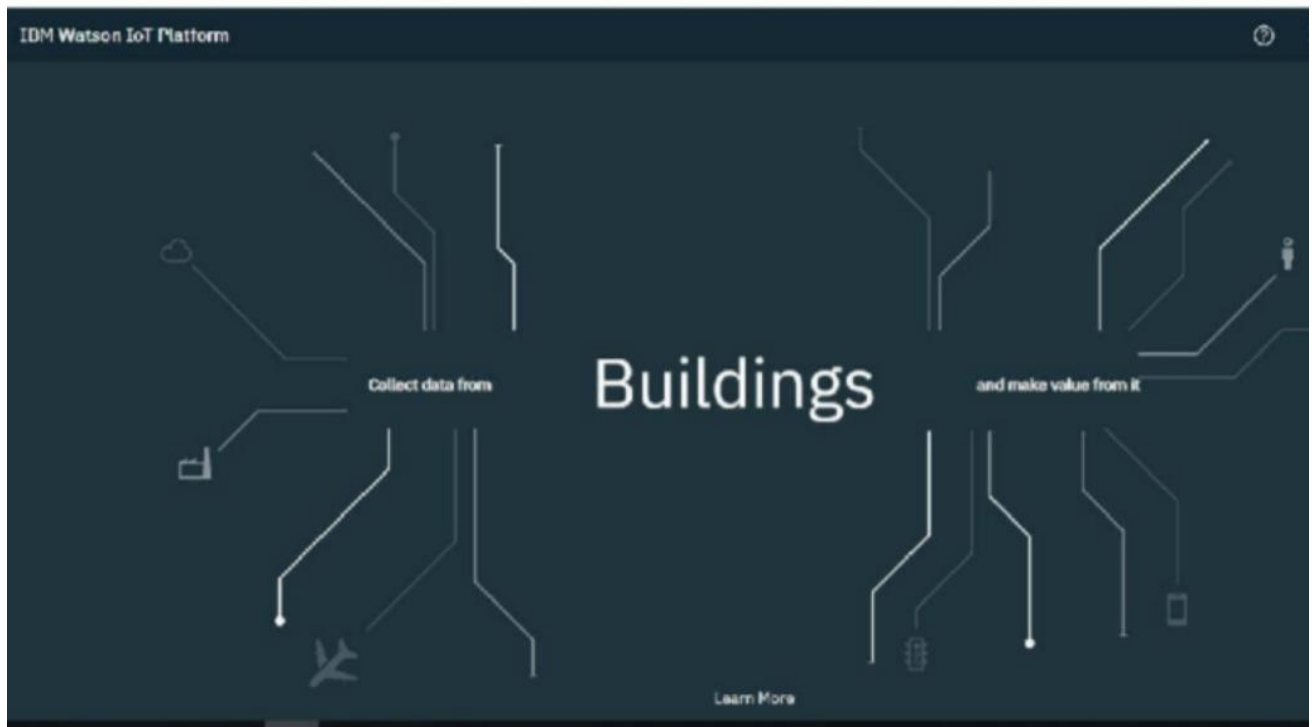 IBM Watson IoT Platform
Collect data from Buildings and make value from it
Learn More